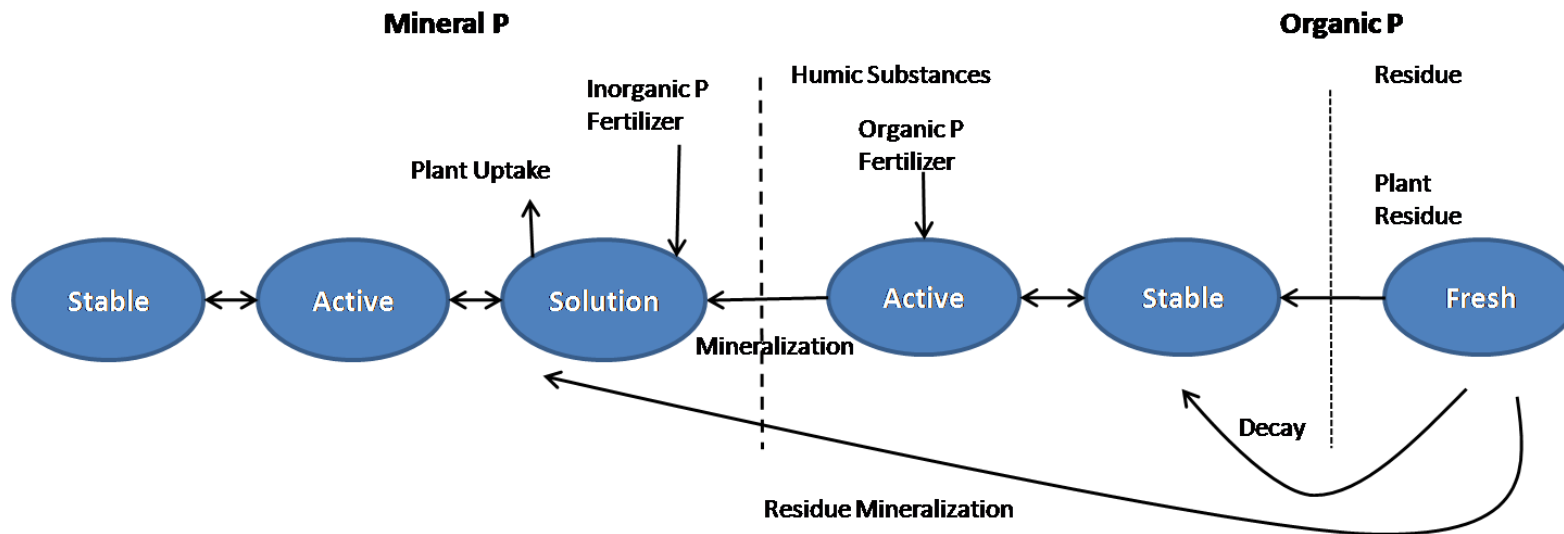 Mineral P
Organic P
Humic Substances
Residue
Inorganic P
Fertilizer
Organic P
Fertilizer
Plant Uptake
Plant
Residue
Stable
Active
Solution
Active
Stable
Fresh
Mineralization
Decay
Residue Mineralization